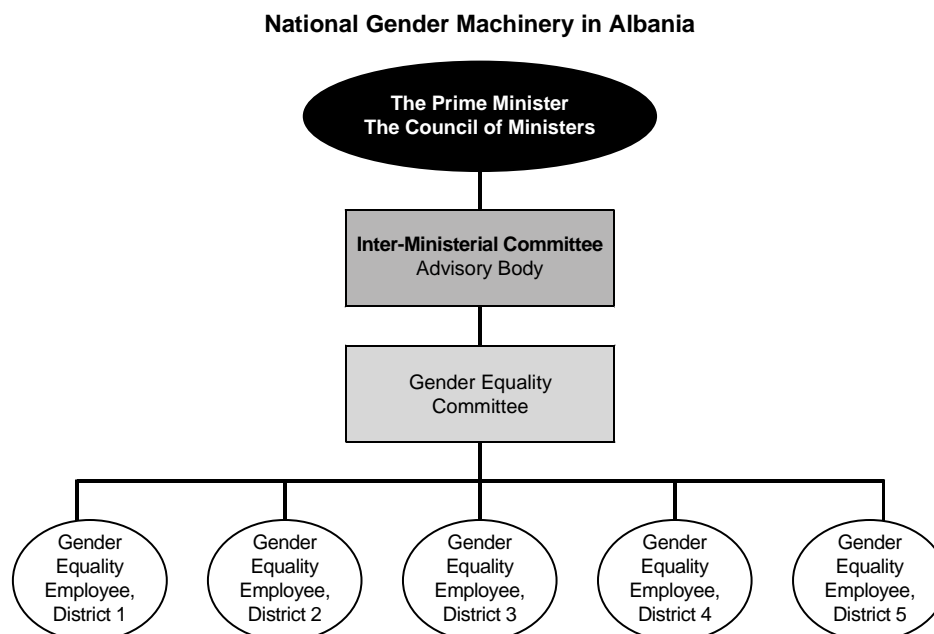 National Gender Machinery in Albania
The Prime Minister
The Council of Ministers
Inter-Ministerial Committee
Advisory Body
Gender Equality
Committee
Gender
Equality
Employee,
District 1
Gender
Equality
Employee,
District 2
Gender
Equality
Employee,
District 3
Gender
Equality
Employee,
District 4
Gender
Equality
Employee,
District 5